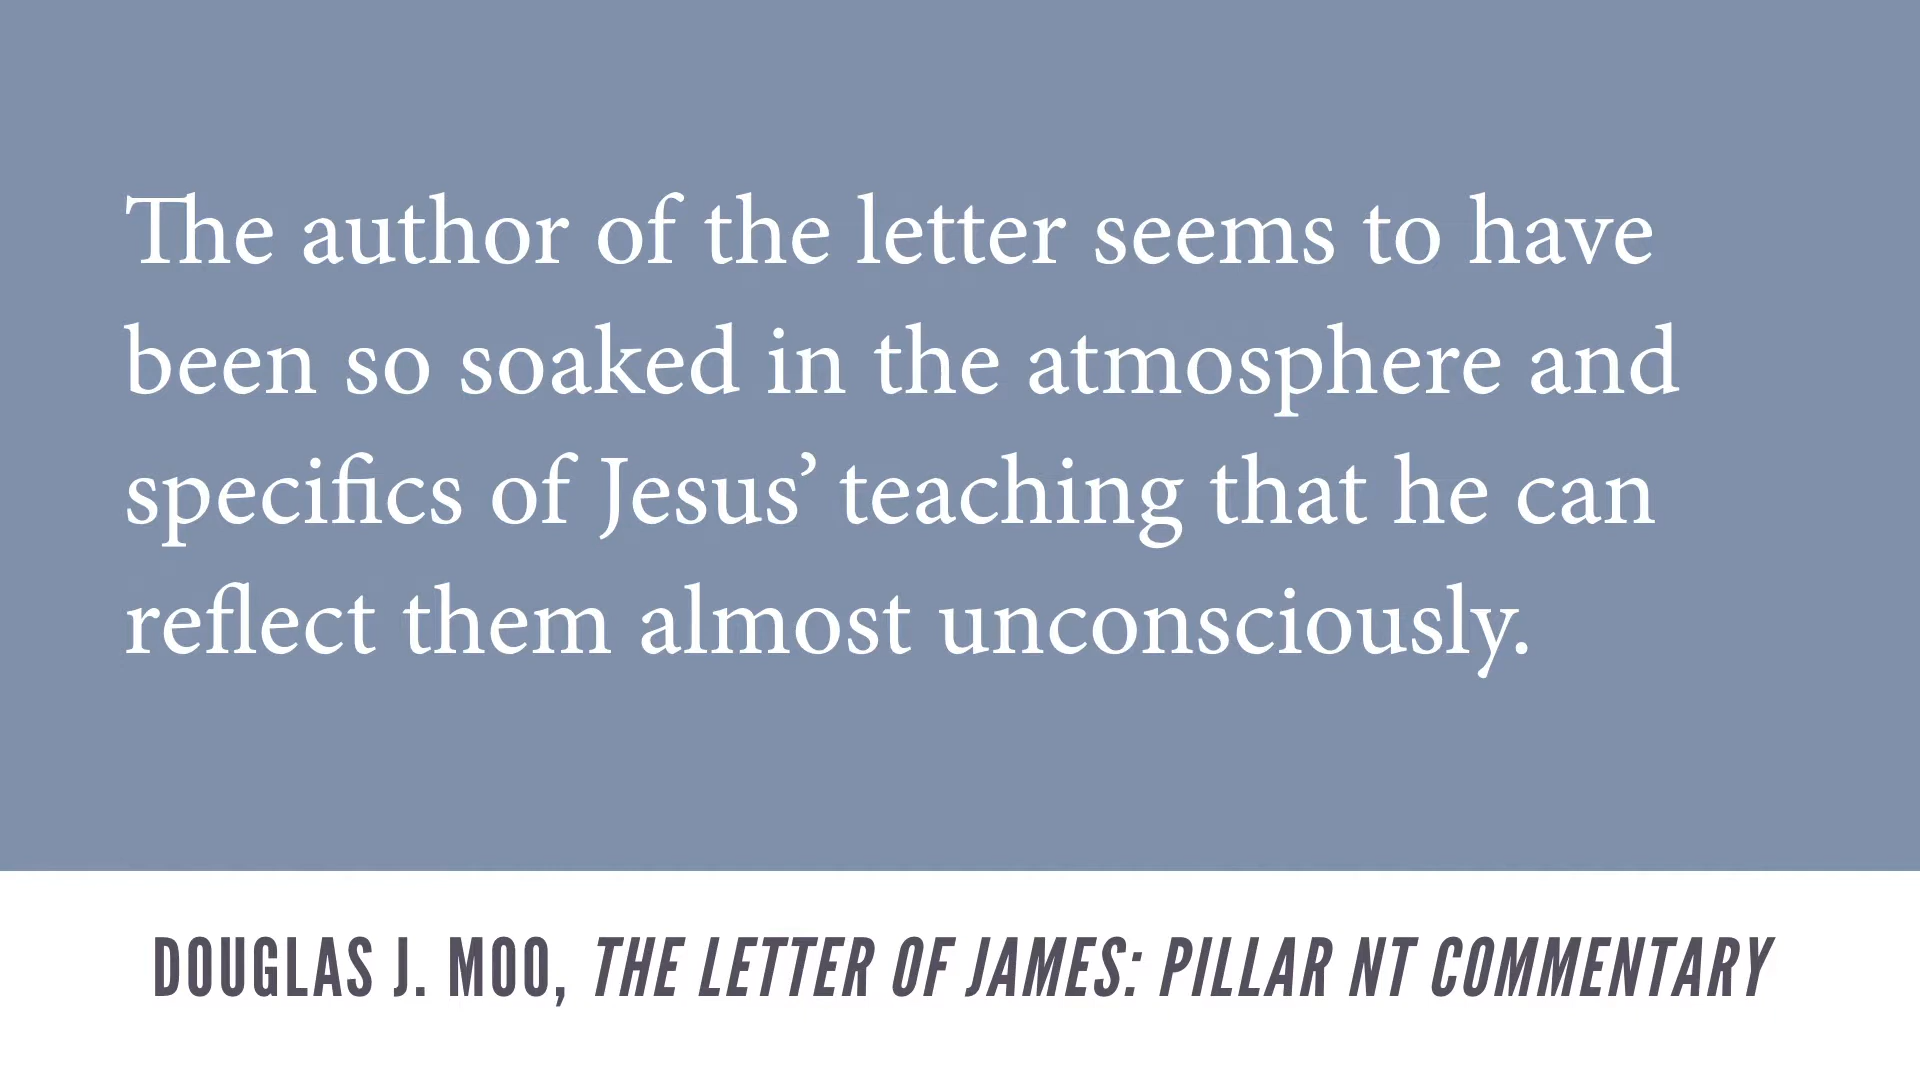 The author of the letter seems to have
been so soaked in the atmosphere and
specifics of Jesus’ teaching that he can
reflect them almost unconsciously.
DOUGLAS J. MOO, THE LETTER OF JAMES: PILLAR NT COMMENTARY